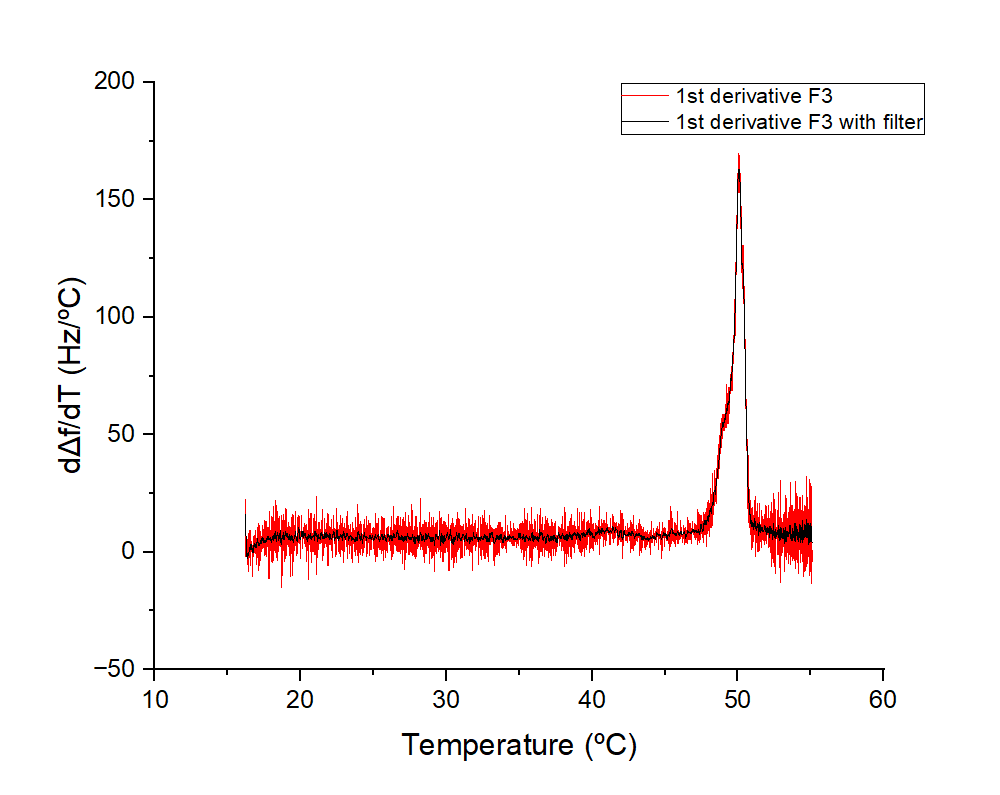 1st derivative F3
1st derivative F3 with filter
200
150
100
50
0
−50
dΔf/dT (Hz/ºC)
10 20 30 40 50 60
Temperature (ºC)